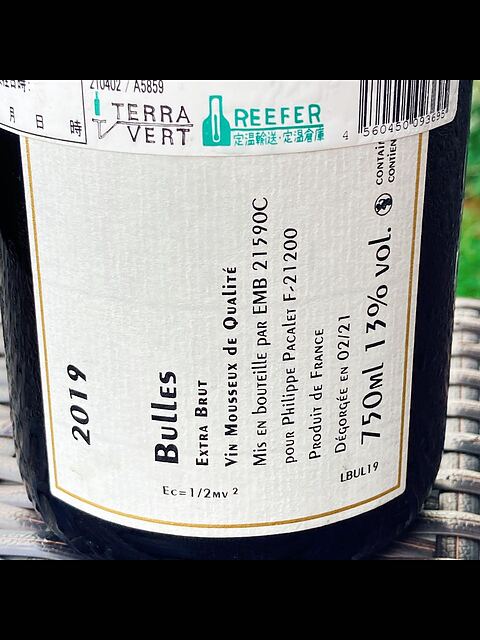 210402 / A5859
月 日 時
TERRA
VERT
REEFER
定温輸送・定温倉庫
4 560450 093695
2019
Bulles
Extra Brut
Vin Mousseux de Qualité
Mis en bouteille par EMB 21590C
pour Philippe Pacalet F-21200
Produit de France
Dégorgée en 02/21
750ml 13% vol.
LBUL19
Ec=1/2mv²